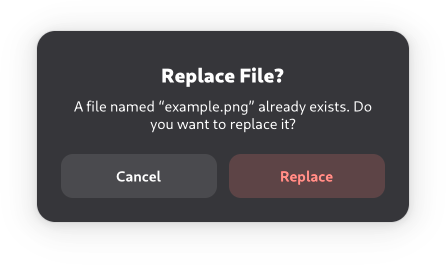 Replace File?
A file named “example.png” already exists. Do
you want to replace it?
Cancel
Replace